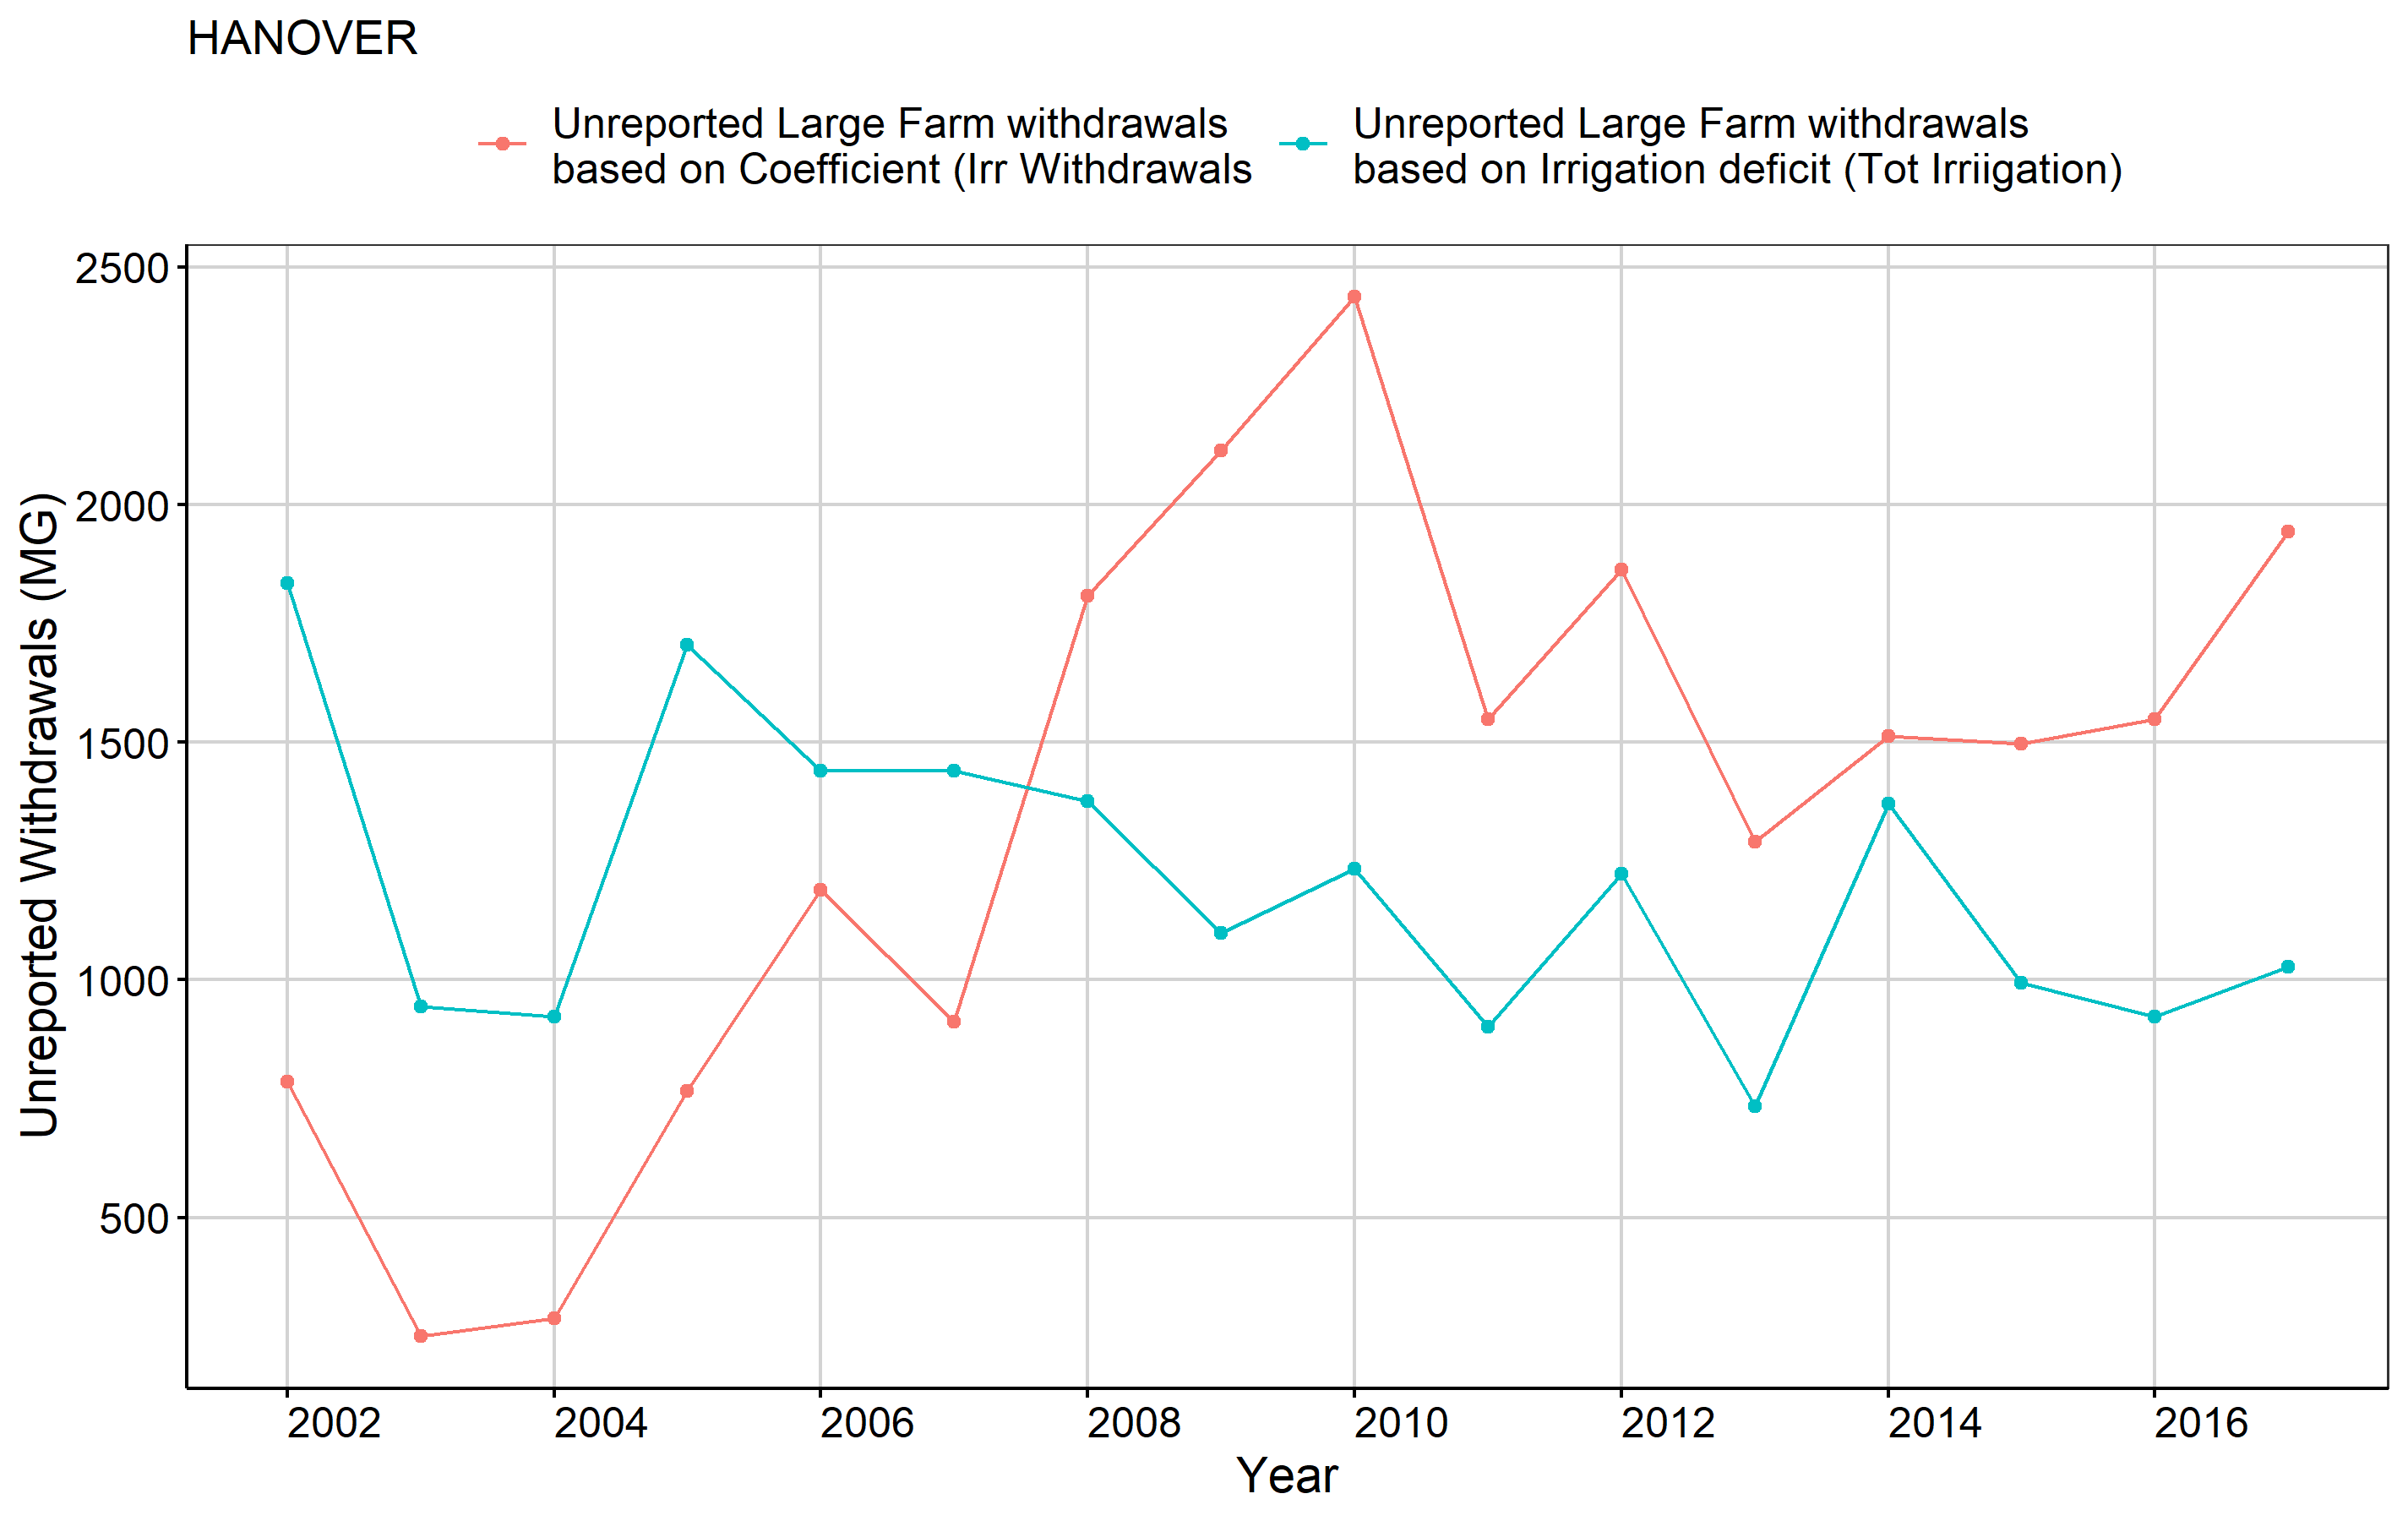 HANOVER
Unreported Large Farm withdrawals
based on Coefficient (Irr Withdrawals
Unreported Large Farm withdrawals
based on Irrigation deficit (Tot Irriigation)
Unreported Withdrawals (MG)
2500
2000
1500
1000
500
2002 2004 2006 2008 2010 2012 2014 2016
Year